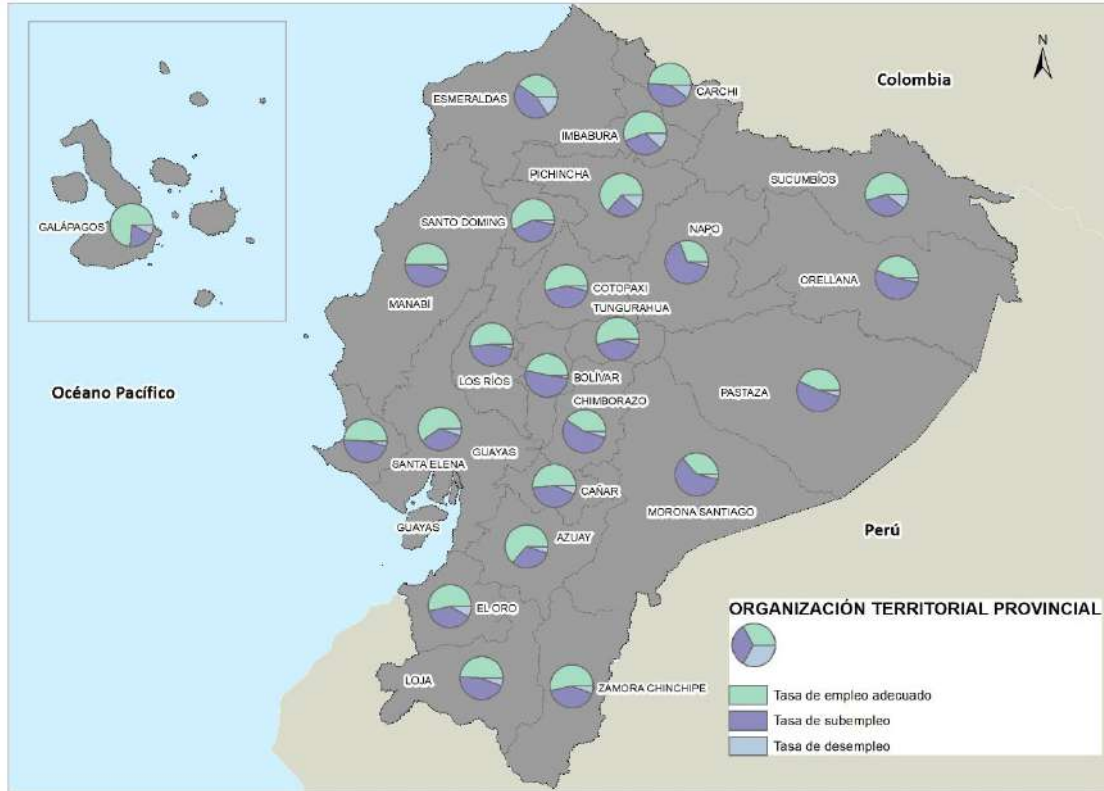 N
Colombia
ESMERALDAS
CARCHI
IMBABURA
PICHINCHA
SUCUMBÍOS
GALÁPAGOS
SANTO DOMING
NAPO
ORELLANA
MANABÍ
COTOPAXI
TUNGURAHUA
LOS RÍOS
BOLÍVAR
PASTAZA
Océano Pacífico
CHIMBORAZO
GUAYAS
SANTA ELENA
CAÑAR
MORONA SANTIAGO
GUAYAS
AZUAY
Perú
EL ORO
LOJA
ZAMORA CHINCHIPE
ORGANIZACIÓN TERRITORIAL PROVINCIAL
Tasa de empleo adecuado
Tasa de subempleo
Tasa de desempleo